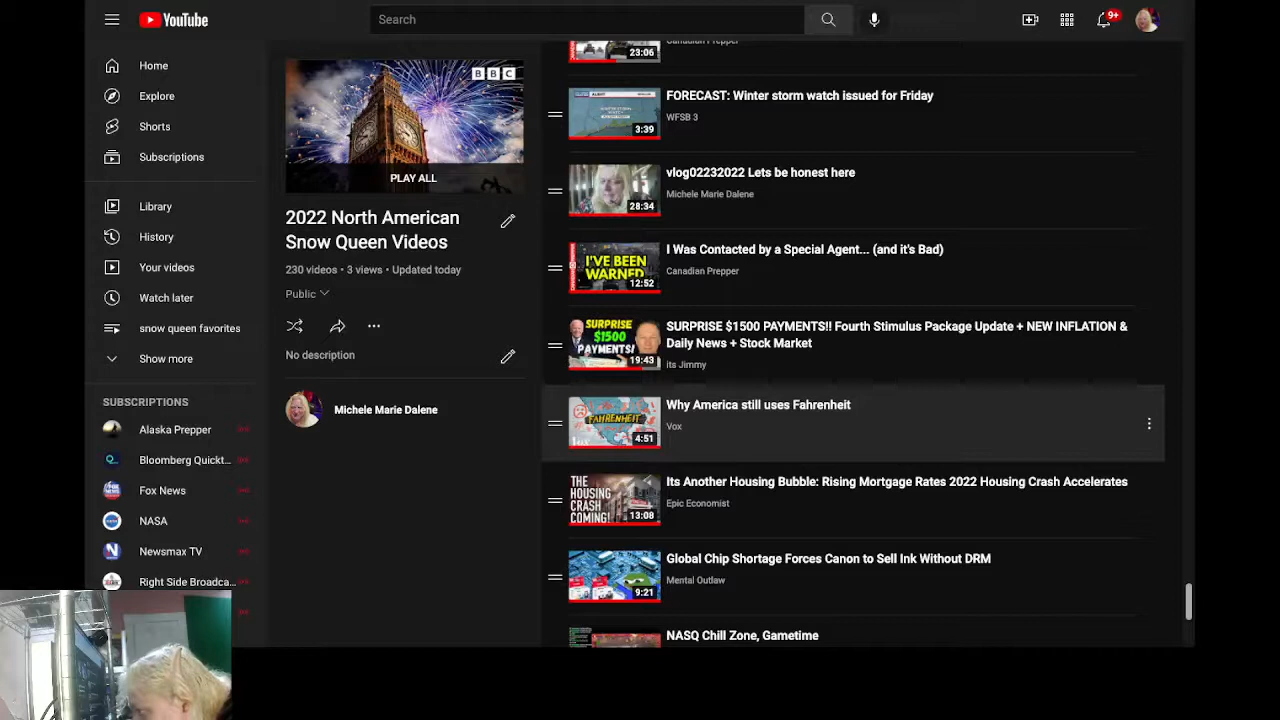 YouTube
Search
9+
Home
Explore
Shorts
Subscriptions
Library
History
Your videos
Watch later
snow queen favorites
Show more
SUBSCRIPTIONS
Alaska Prepper
Bloomberg Quickt...
Fox News
NASA
Newsmax TV
Right Side Broadca...
BBC
PLAY ALL
2022 North American
Snow Queen Videos
230 videos • 3 views • Updated today
Public
No description
Michele Marie Dalene
23:06
Canadian Prepper
3:39
FORECAST: Winter storm watch issued for Friday
WFSB 3
28:34
vlog02232022 Lets be honest here
Michele Marie Dalene
I'VE BEEN
WARNED
12:52
I Was Contacted by a Special Agent... (and it's Bad)
Canadian Prepper
SURPRISE
$1500
PAYMENTS!
19:43
SURPRISE $1500 PAYMENTS!! Fourth Stimulus Package Update + NEW INFLATION &
Daily News + Stock Market
its Jimmy
FAHRENHEIT
4:51
Why America still uses Fahrenheit
Vox
THE
HOUSING
CRASH
COMING!
13:08
Its Another Housing Bubble: Rising Mortgage Rates 2022 Housing Crash Accelerates
Epic Economist
9:21
Global Chip Shortage Forces Canon to Sell Ink Without DRM
Mental Outlaw
NASQ Chill Zone, Gametime